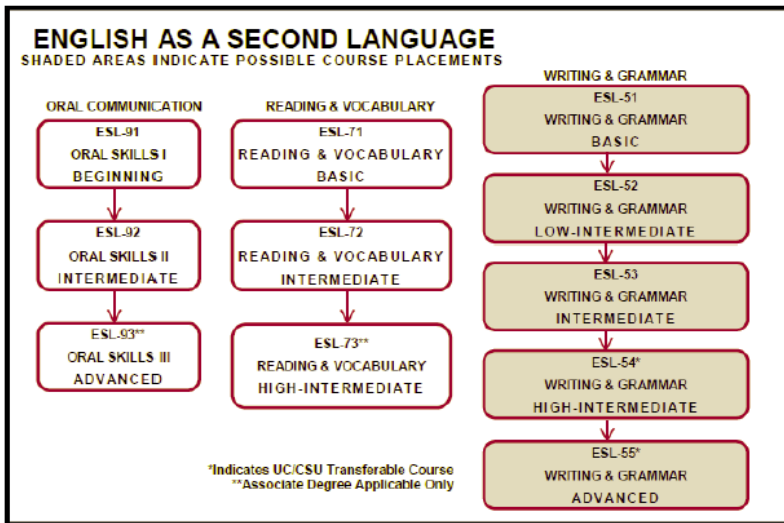 ENGLISH AS A SECOND LANGUAGE
SHADED AREAS INDICATE POSSIBLE COURSE PLACEMENTS
ORAL COMMUNICATION
ESL-91
ORAL SKILLS I
BEGINNING
ESL-92
ORAL SKILLS II
INTERMEDIATE
ESL-93**
ORAL SKILLS III
ADVANCED
READING & VOCABULARY
ESL-71
READING & VOCABULARY
BASIC
ESL-72
READING & VOCABULARY
INTERMEDIATE
ESL-73**
READING & VOCABULARY
HIGH-INTERMEDIATE
WRITING & GRAMMAR
ESL-51
WRITING & GRAMMAR
BASIC
ESL-52
WRITING & GRAMMAR
LOW-INTERMEDIATE
ESL-53
WRITING & GRAMMAR
INTERMEDIATE
ESL-54*
WRITING & GRAMMAR
HIGH-INTERMEDIATE
ESL-55*
WRITING & GRAMMAR
ADVANCED
*Indicates UC/CSU Transferable Course
**Associate Degree Applicable Only